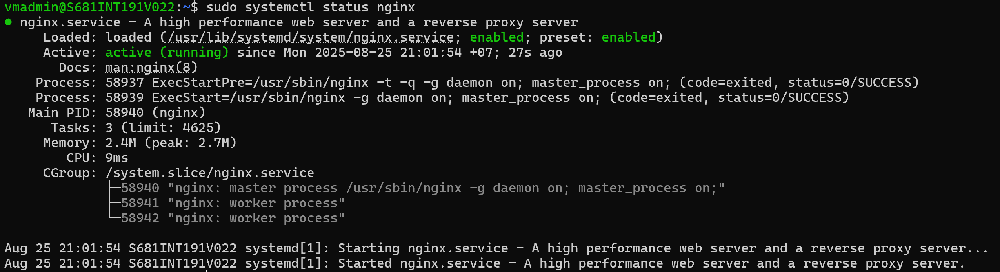 vmadmin@S681INT191V022:~$ sudo systemctl status nginx
● nginx.service - A high performance web server and a reverse proxy server
Loaded: loaded (/usr/lib/systemd/system/nginx.service; enabled; preset: enabled)
Active: active (running) since Mon 2025-08-25 21:01:54 +07; 27s ago
Docs: man:nginx(8)
Process: 58937 ExecStartPre=/usr/sbin/nginx -t -q -g daemon on; master_process on; (code=exited, status=0/SUCCESS)
Process: 58939 ExecStart=/usr/sbin/nginx -g daemon on; master_process on; (code=exited, status=0/SUCCESS)
Main PID: 58940 (nginx)
Tasks: 3 (limit: 4625)
Memory: 2.4M (peak: 2.7M)
CPU: 9ms
CGroup: /system.slice/nginx.service
├─58940 "nginx: master process /usr/sbin/nginx -g daemon on; master_process on;"
├─58941 "nginx: worker process"
└─58942 "nginx: worker process"
Aug 25 21:01:54 S681INT191V022 systemd[1]: Starting nginx.service - A high performance web server and a reverse proxy server...
Aug 25 21:01:54 S681INT191V022 systemd[1]: Started nginx.service - A high performance web server and a reverse proxy server.